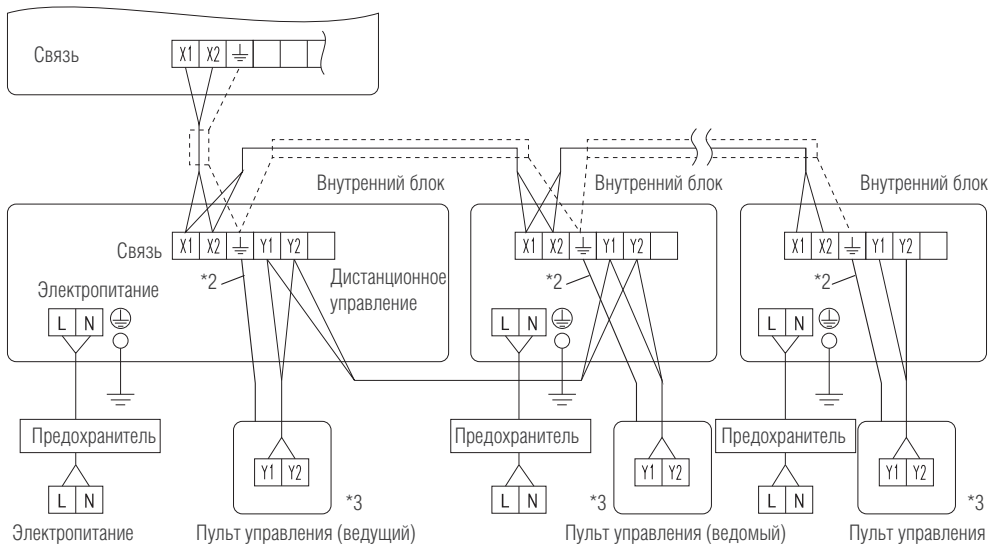 Связь
X1 X2
Внутренний блок Внутренний блок Внутренний блок
Связь X1 X2 Y1 Y2 X1 X2 Y1 Y2 X1 X2 Y1 Y2
*2 *2 *2
Дистанционное
управление
Электропитание
L N L N L N
Предохранитель Предохранитель Предохранитель
Y1 Y2 Y1 Y2 Y1 Y2
L N *3 L N *3 L N *3
Электропитание Пульт управления (ведущий) Пульт управления (ведомый) Пульт управления